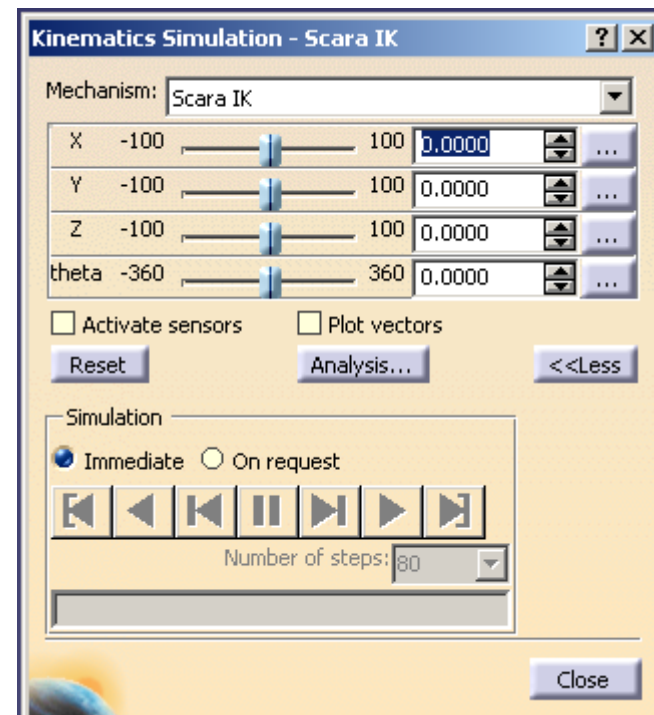 Kinematics Simulation - Scara IK ? X
Mechanism: Scara IK
X -100 100 0.0000 ...
Y -100 100 0.0000 ...
Z -100 100 0.0000 ...
theta -360 360 0.0000 ...
Activate sensors Plot vectors
Reset Analysis... <<Less
Simulation
Immediate On request
Number of steps: 80
Close